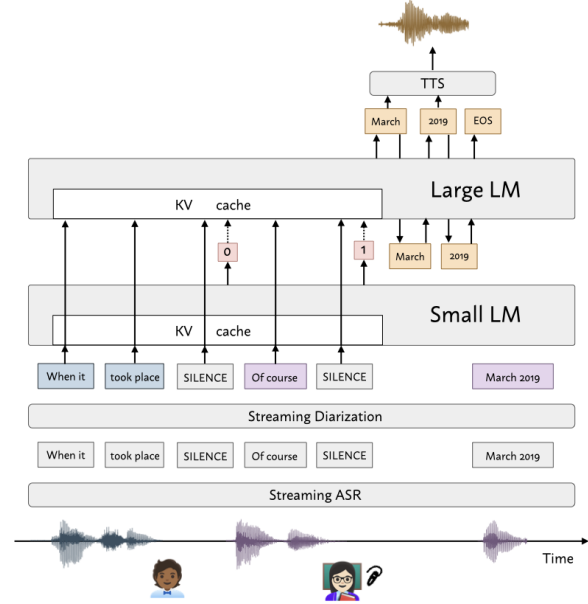 TTS
March 2019 EOS
Large LM
KV cache
0 1
March 2019
Small LM
KV cache
When it took place SILENCE Of course SILENCE March 2019
Streaming Diarization
When it took place SILENCE Of course SILENCE March 2019
Streaming ASR
Time